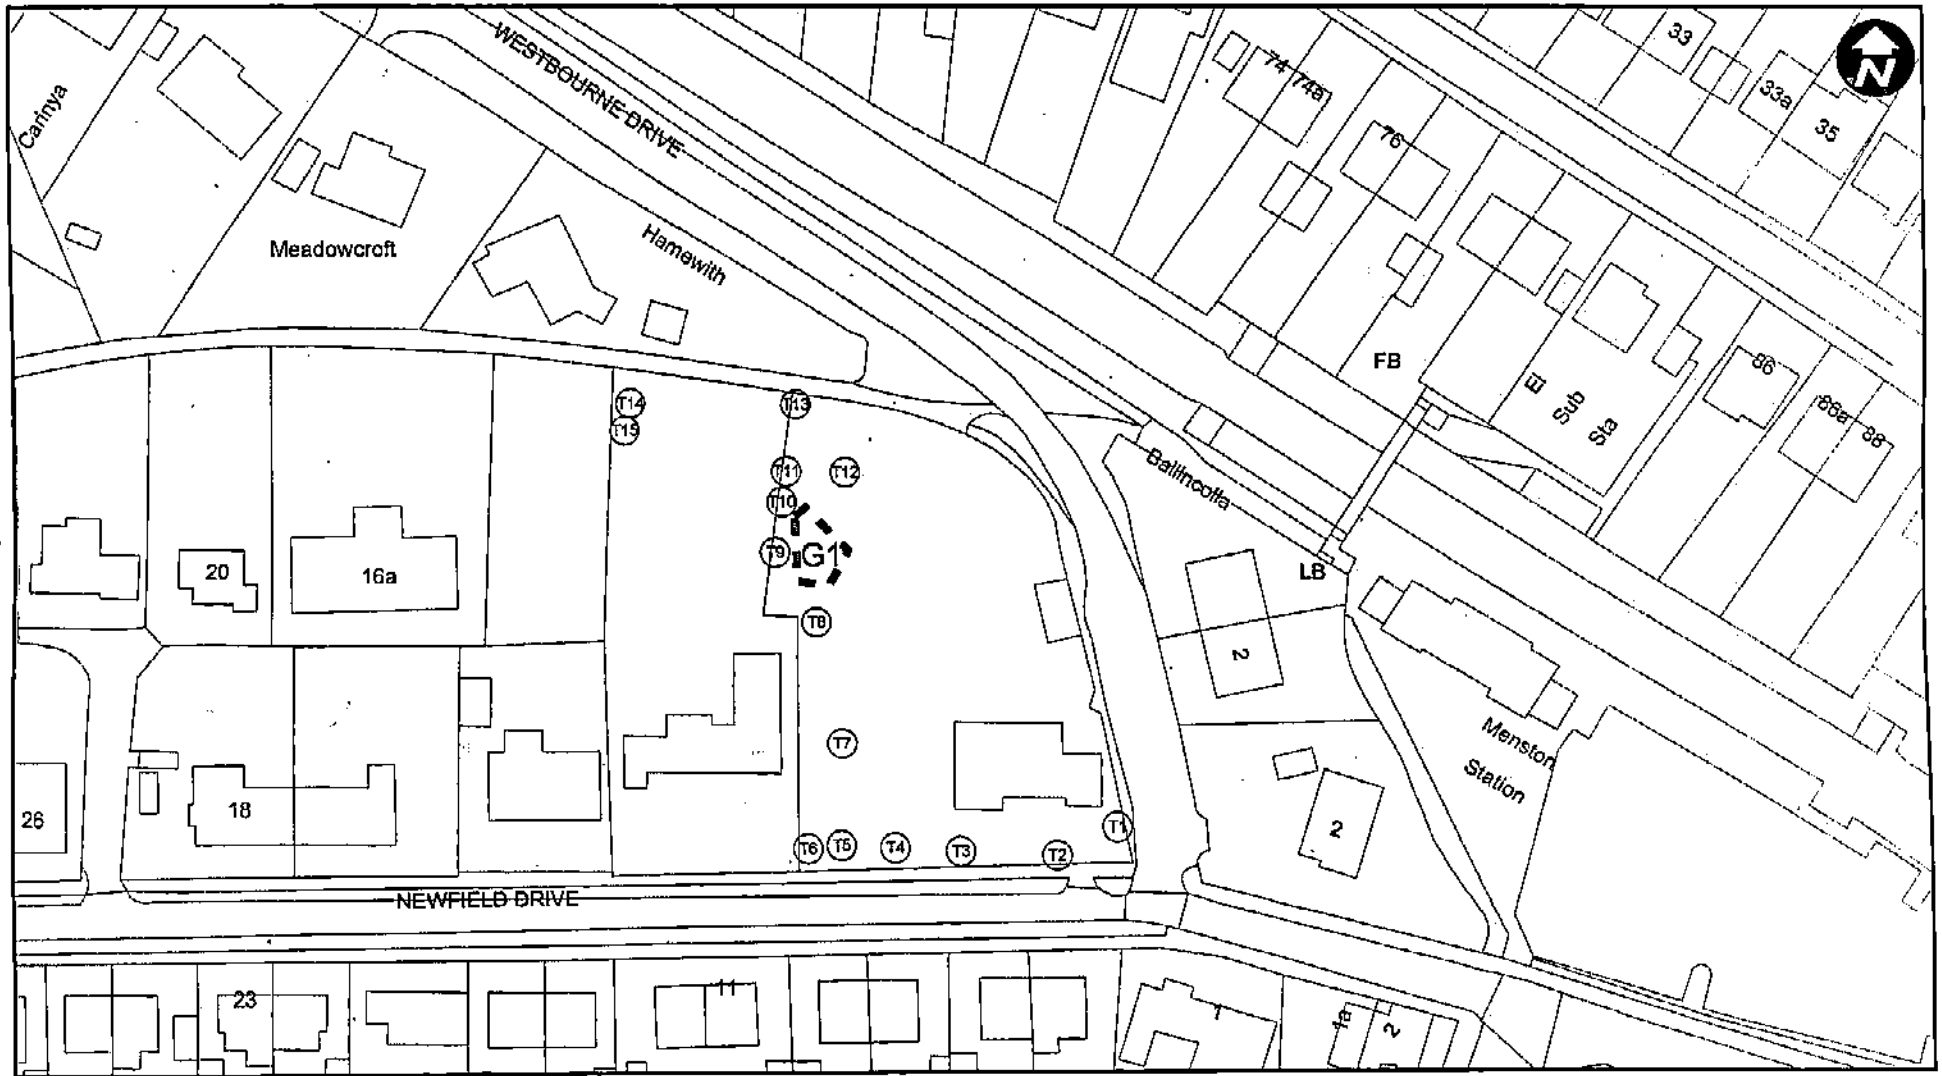 WESTBOURNE DRIVE
33
N
74
74a
33a
35
76
Carinya
Meadowcroft
Hamewith
FB
El
Sub
Sta
86
86a
88
T14
T13
T15
T11
T12
Ballincotta
T10
T9
G1
20
16a
LB
T8
2
Menston
Station
T7
26
18
T1
2
T6
T5
T4
T3
T2
NEWFIELD DRIVE
23
11
1
1a
2